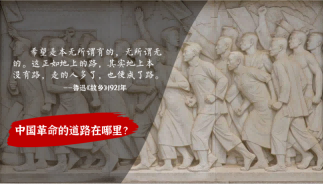 希望是本无所谓有的，无所谓无
的。这正如地上的路，其实地上本
没有路，走的人多了，也便成了路。
——鲁迅《故乡》1921年
中国革命的道路在哪里？